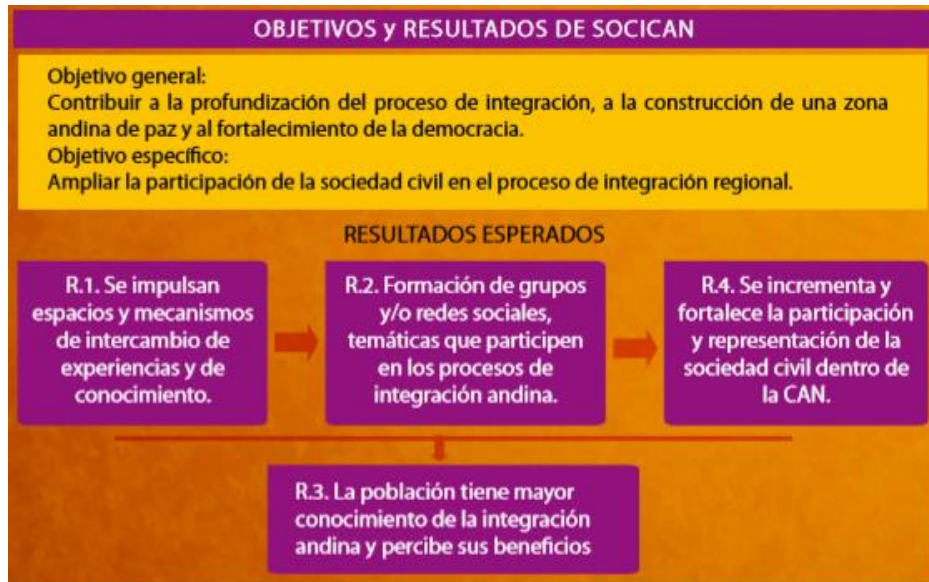 OBJETIVOS y RESULTADOS DE SOCICAN
Objetivo general:
Contribuir a la profundización del proceso de integración, a la construcción de una zona
andina de paz y al fortalecimiento de la democracia.
Objetivo específico:
Ampliar la participación de la sociedad civil en el proceso de integración regional.
RESULTADOS ESPERADOS
R.1. Se impulsan
espacios y mecanismos
de intercambio de
experiencias y de
conocimiento.
R.2. Formación de grupos
y/o redes sociales,
temáticas que participen
en los procesos de
integración andina.
R.4. Se incrementa y
fortalece la participación
y representación de la
sociedad civil dentro de
la CAN.
R.3. La población tiene mayor
conocimiento de la integración
andina y percibe sus beneficios